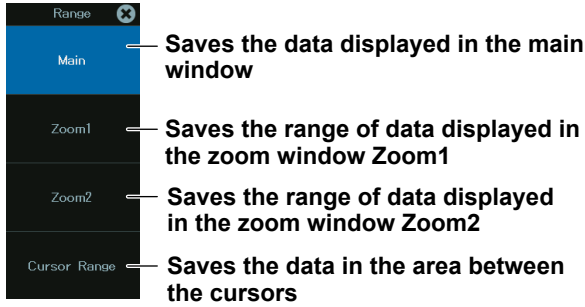 Range
Main
Saves the data displayed in the main
window
Zoom1
Saves the range of data displayed in
the zoom window Zoom1
Zoom2
Saves the range of data displayed
in the zoom window Zoom2
Cursor Range
Saves the data in the area between
the cursors